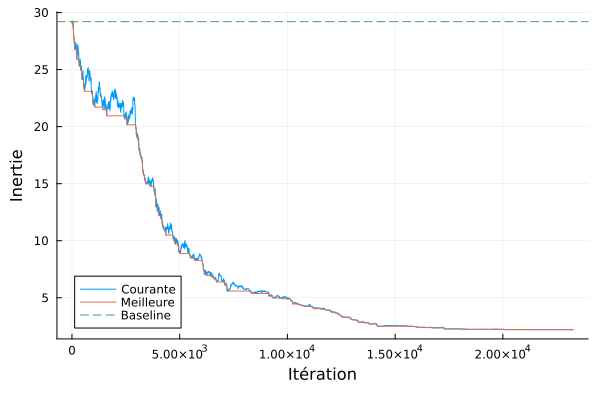 30
25
20
15
10
5
Inertie
Courante
Meilleure
Baseline
0
5.00×10³
1.00×10⁴
1.50×10⁴
2.00×10⁴
Itération